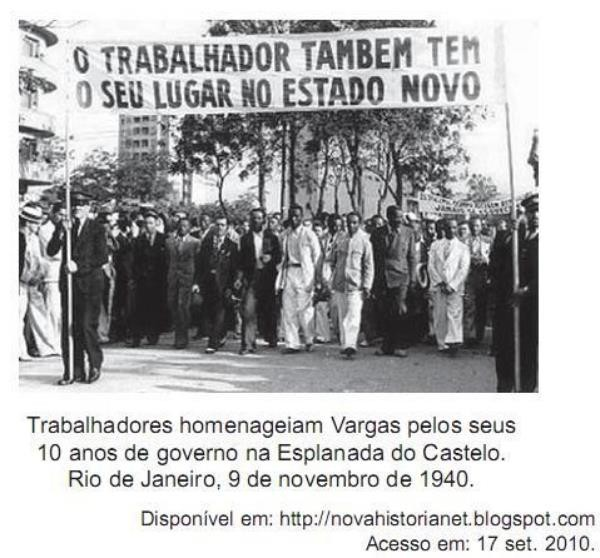 O TRABALHADOR TAMBEM TEM
O SEU LUGAR NO ESTADO NOVO
Trabalhadores homenageiam Vargas pelos seus
10 anos de governo na Esplanada do Castelo.
Rio de Janeiro, 9 de novembro de 1940.
Disponível em: http://novahistorianet.blogspot.com
Acesso em: 17 set. 2010.